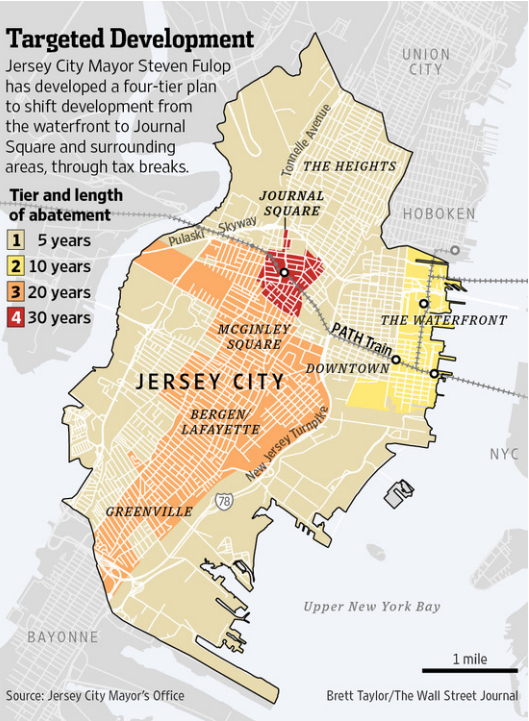 Targeted Development
Jersey City Mayor Steven Fulop
has developed a four-tier plan
to shift development from
the waterfront to Journal
Square and surrounding
areas, through tax breaks.
Tier and length
of abatement
1 5 years
2 10 years
3 20 years
4 30 years
UNION
CITY
Tonnelle Avenue
THE HEIGHTS
JOURNAL
SQUARE
HOBOKEN
Pulaski Skyway
THE WATERFRONT
MCGINLEY
SQUARE
PATH Train
DOWNTOWN
JERSEY CITY
BERGEN/
LAFAYETTE
New Jersey Turnpike
NYC
78
GREENVILLE
Upper New York Bay
BAYONNE
1 mile
Source: Jersey City Mayor's Office
Brett Taylor/The Wall Street Journal